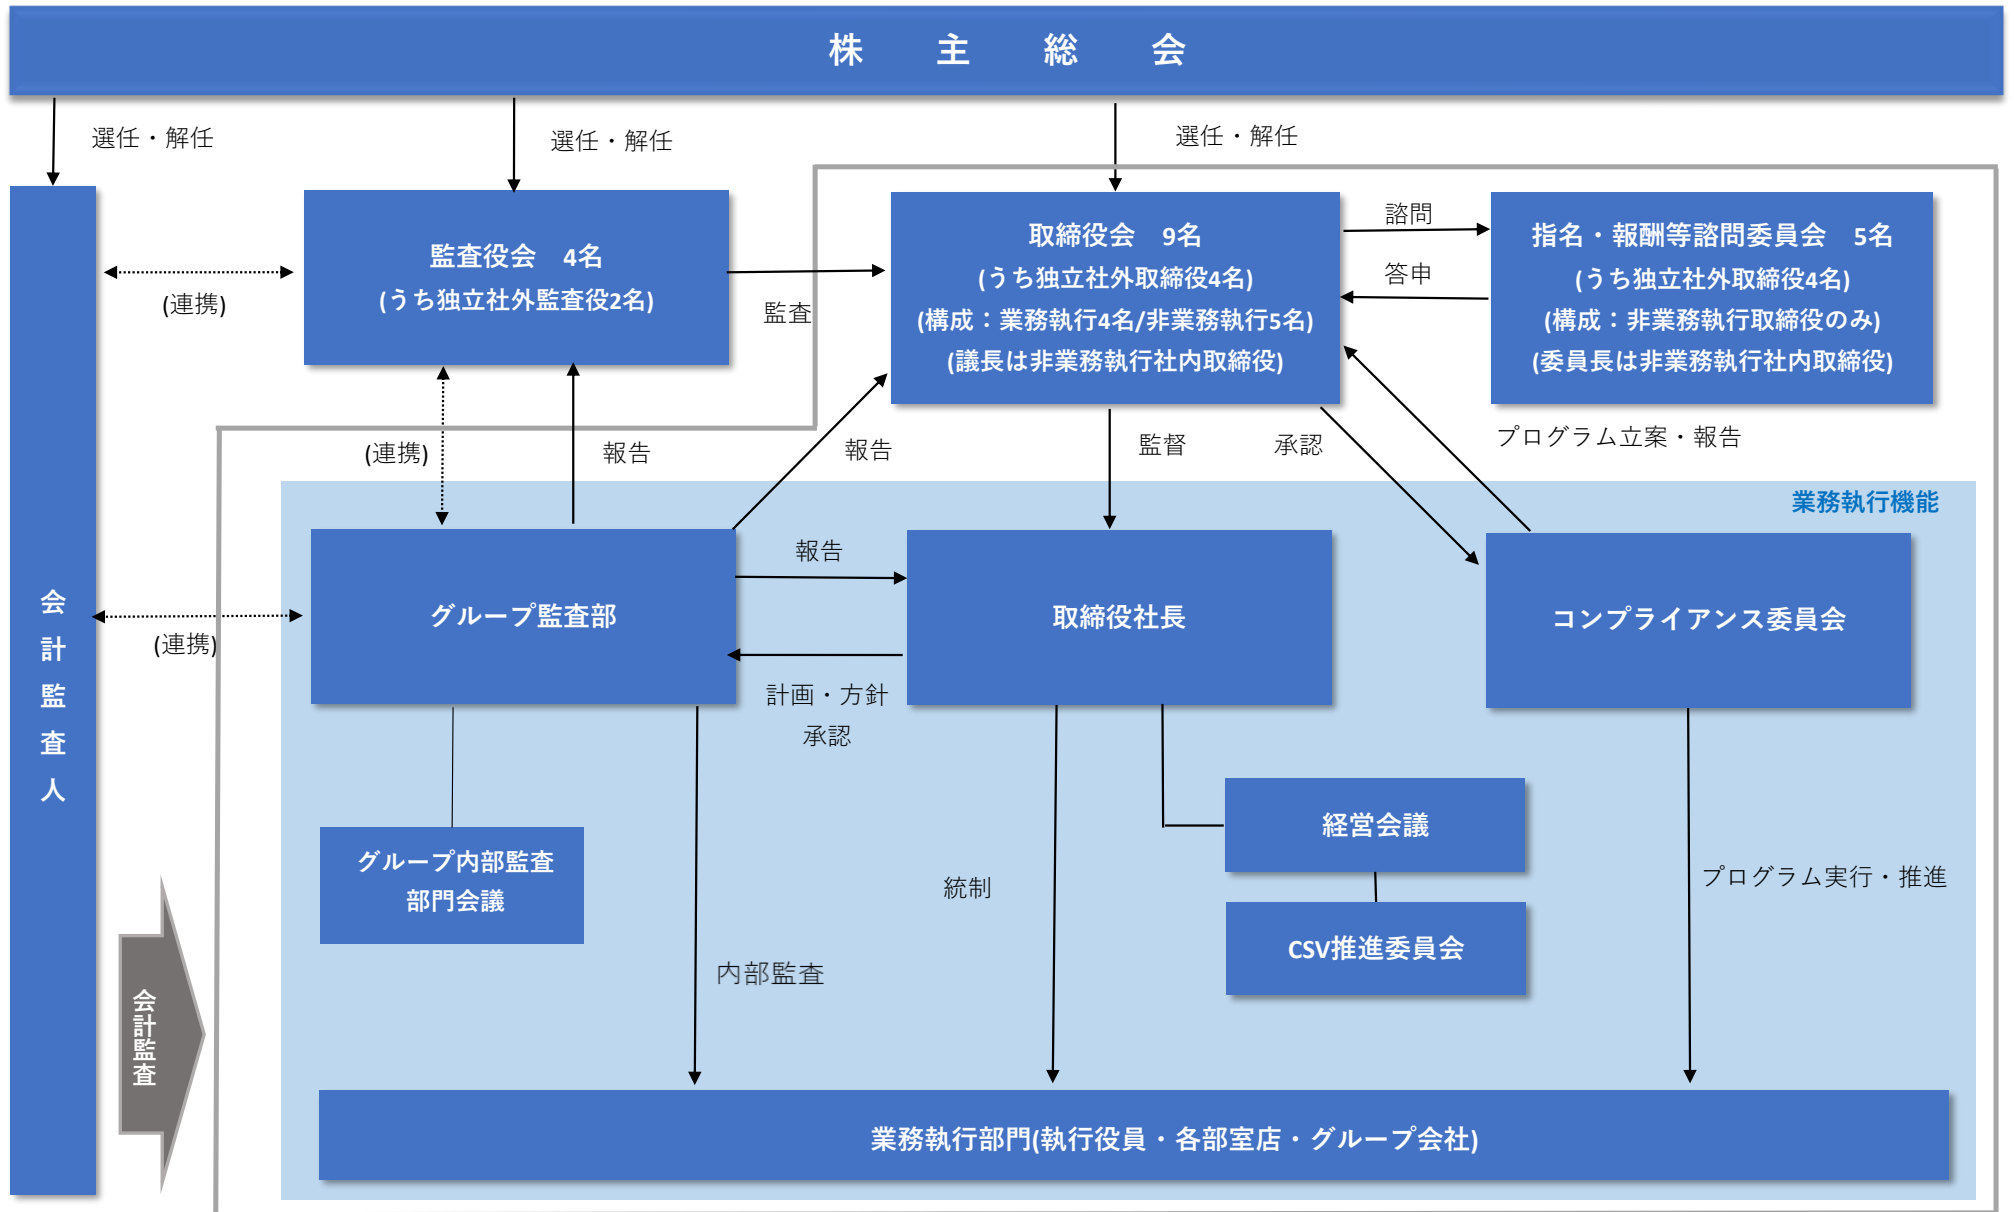 株主総会
選任・解任
選任・解任
選任・解任
監査役会　4名
(うち独立社外監査役2名)
取締役会　9名
(うち独立社外取締役4名)
(構成：業務執行4名/非業務執行5名)
(議長は非業務執行社内取締役)
諮問
答申
指名・報酬等諮問委員会　5名
(うち独立社外取締役4名)
(構成：非業務執行取締役のみ)
(委員長は非業務執行社内取締役)
(連携)
監査
(連携)
報告
報告
監督
承認
プログラム立案・報告
業務執行機能
会計監査人
(連携)
グループ監査部
報告
計画・方針
承認
取締役社長
コンプライアンス委員会
グループ内部監査
部門会議
経営会議
CSV推進委員会
統制
プログラム実行・推進
内部監査
会計監査
業務執行部門(執行役員・各部室店・グループ会社)